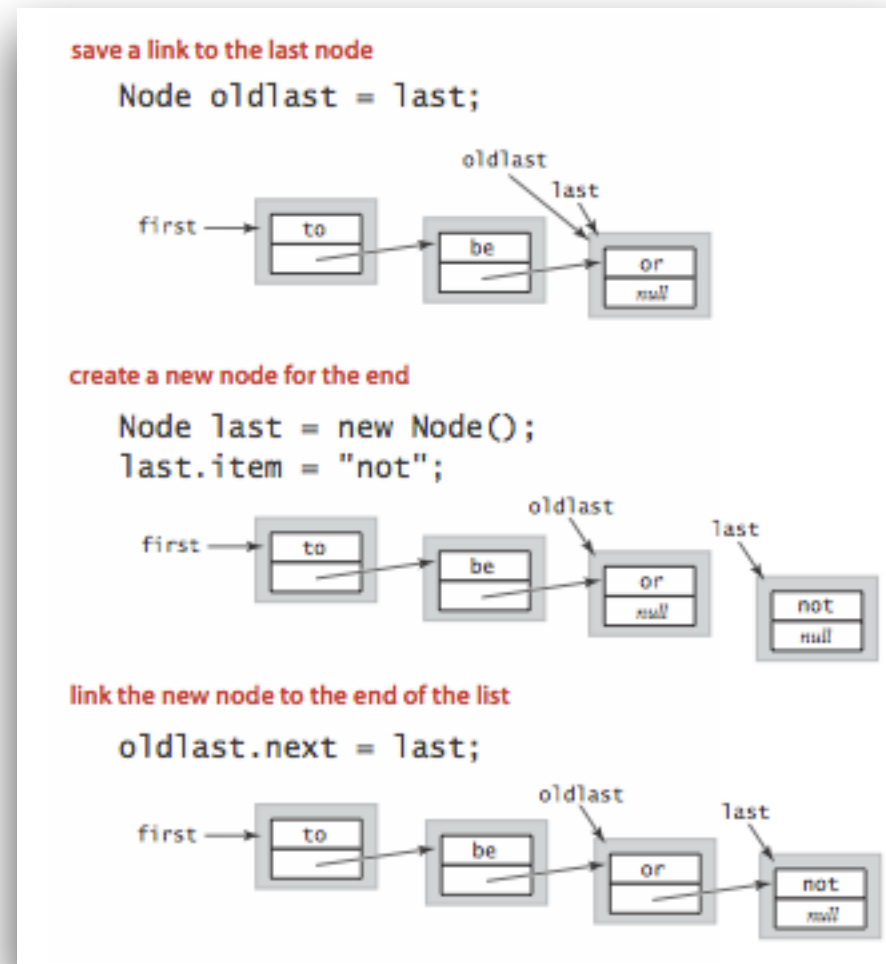 save a link to the last node
Node oldlast = last;
oldlast
last
first
to
be
or
null
create a new node for the end
Node last = new Node();
last.item = "not";
oldlast
last
first
to
be
or
null
not
null
link the new node to the end of the list
oldlast.next = last;
oldlast
last
first
to
be
or
not
null